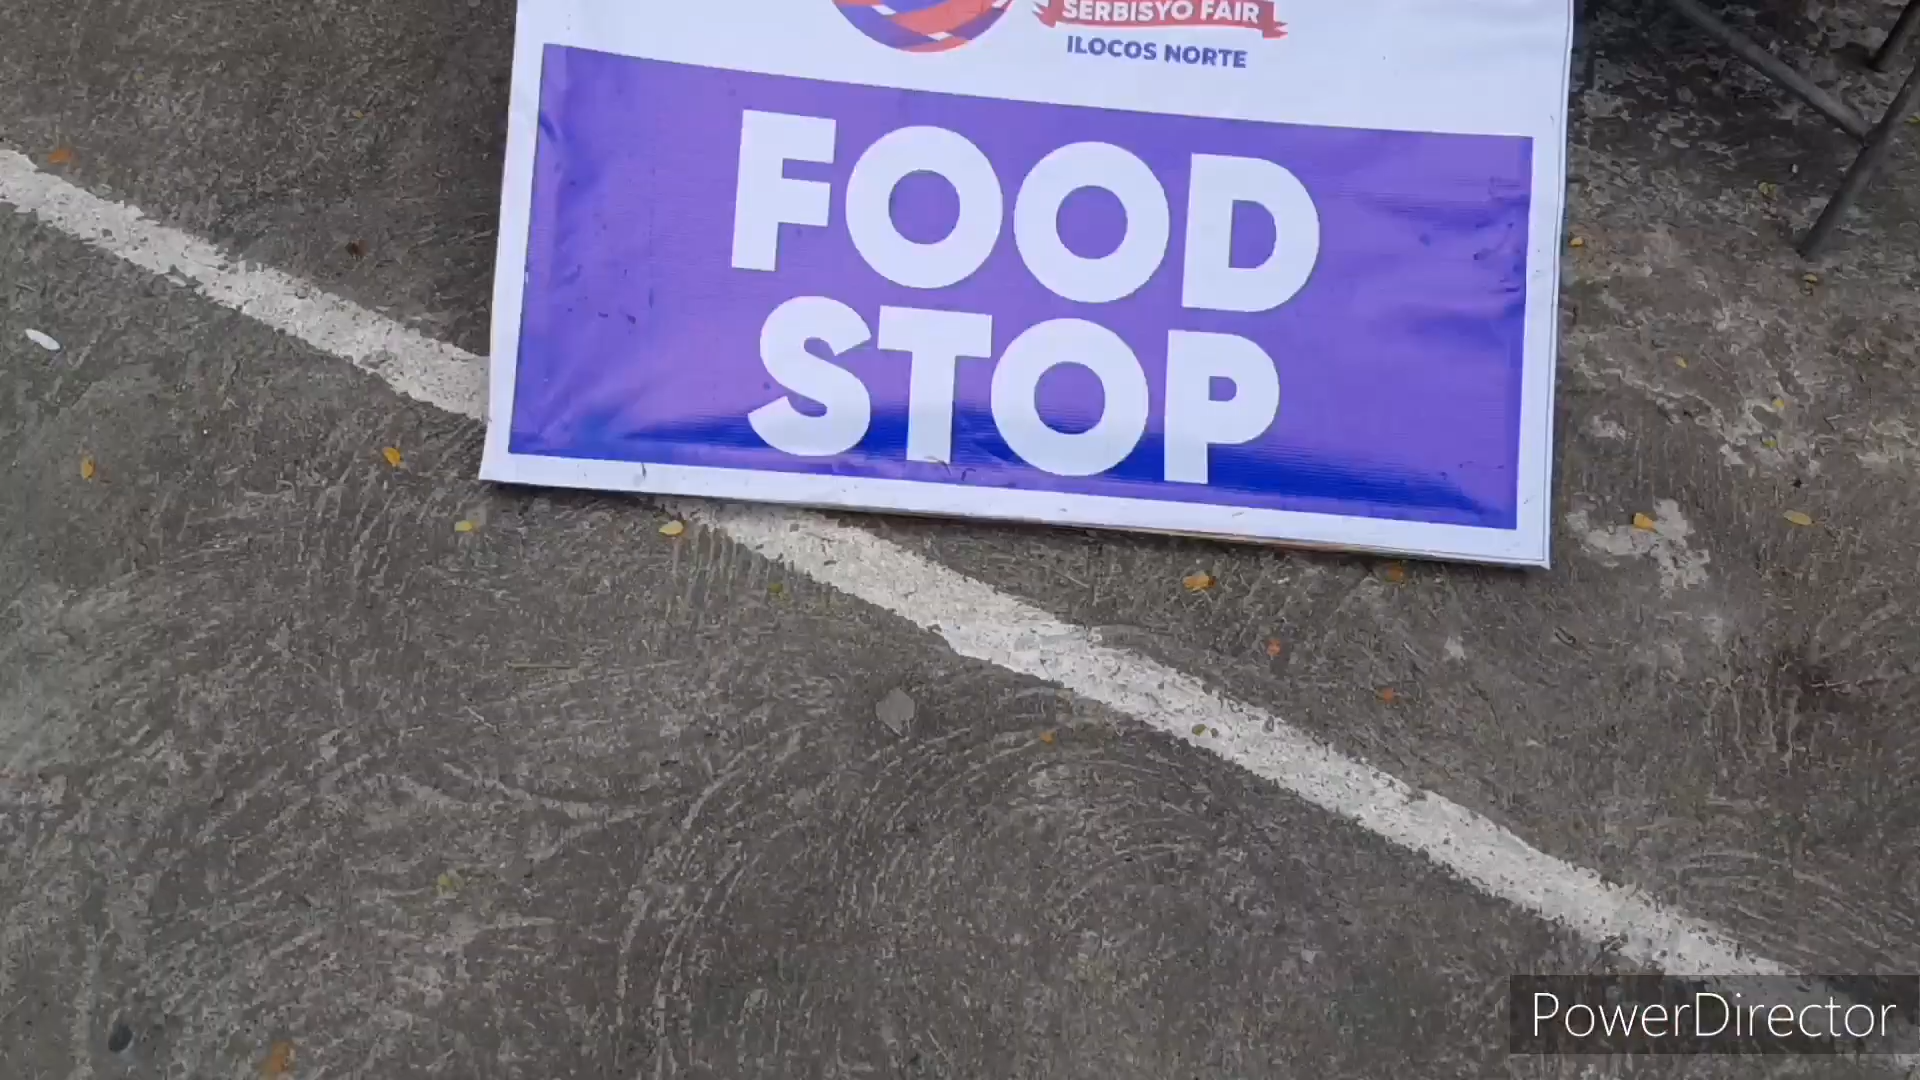 SERBISYO FAIR
ILOCOS NORTE
FOOD
STOP
PowerDirector